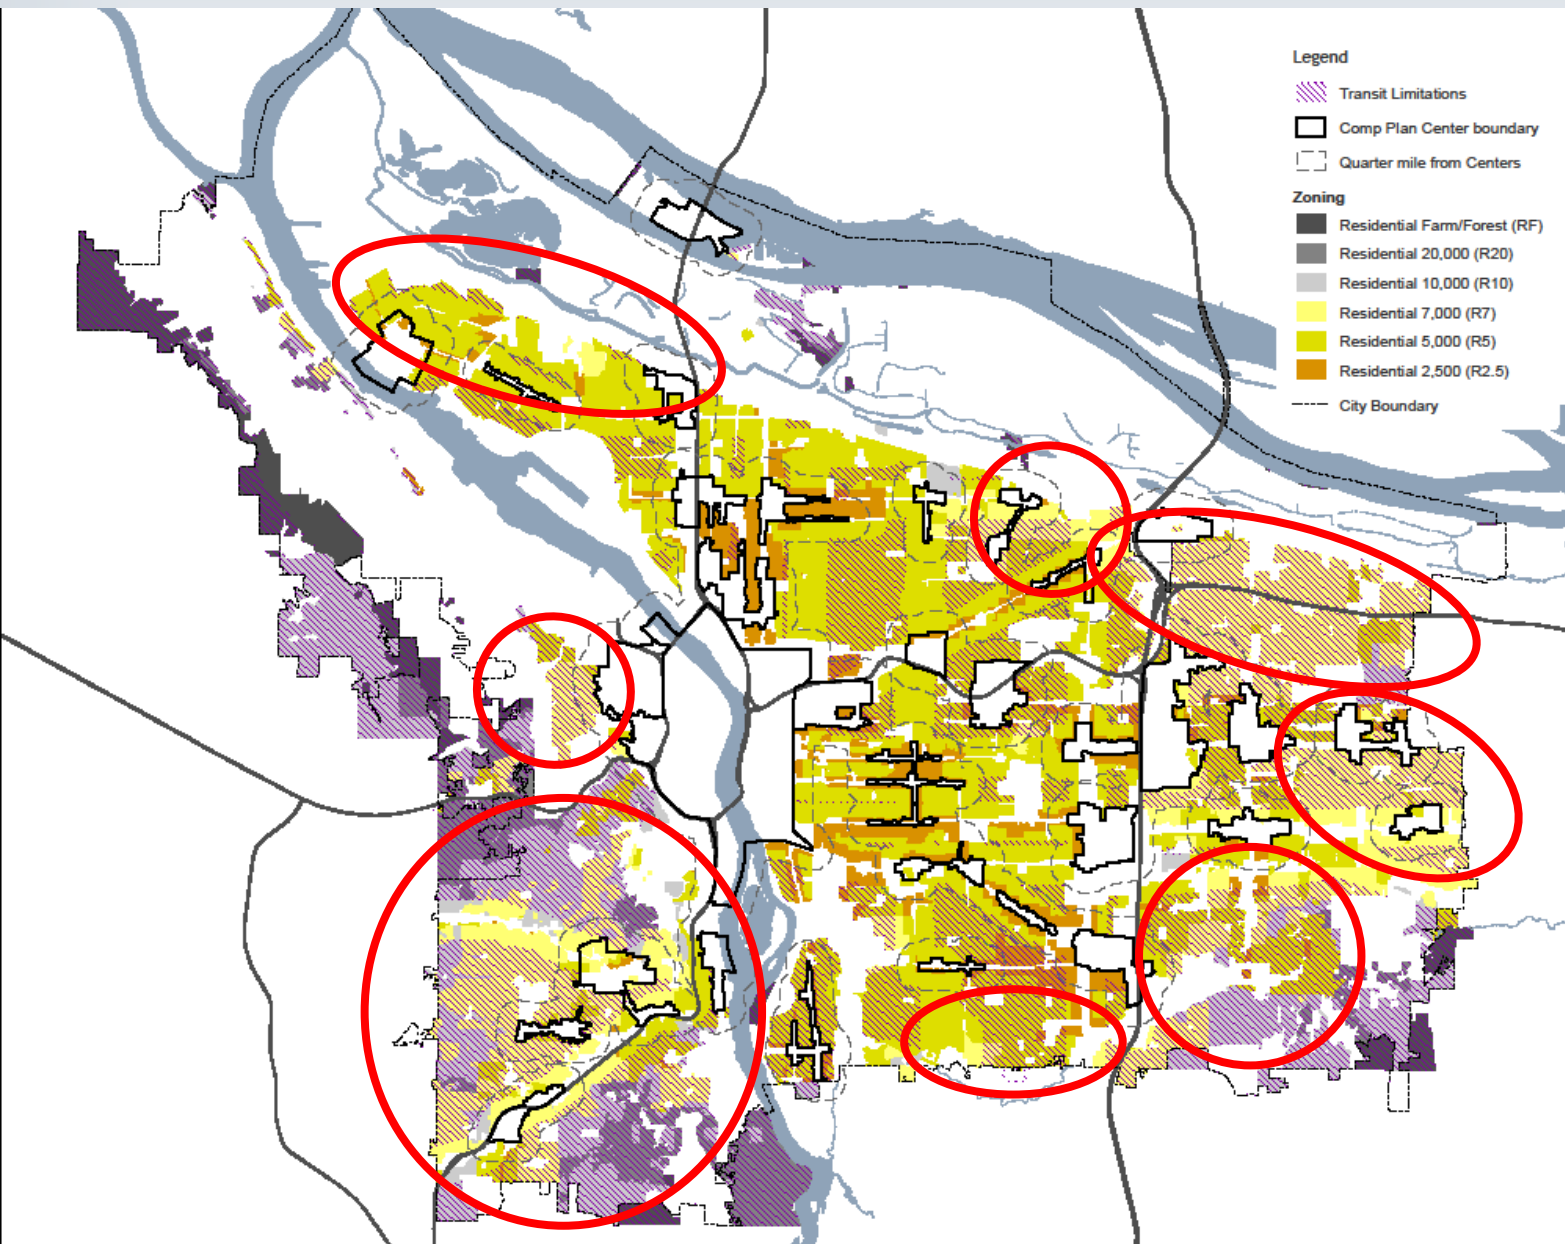 Legend
Transit Limitations
Comp Plan Center boundary
Quarter mile from Centers
Zoning
Residential Farm/Forest (RF)
Residential 20,000 (R20)
Residential 10,000 (R10)
Residential 7,000 (R7)
Residential 5,000 (R5)
Residential 2,500 (R2.5)
City Boundary